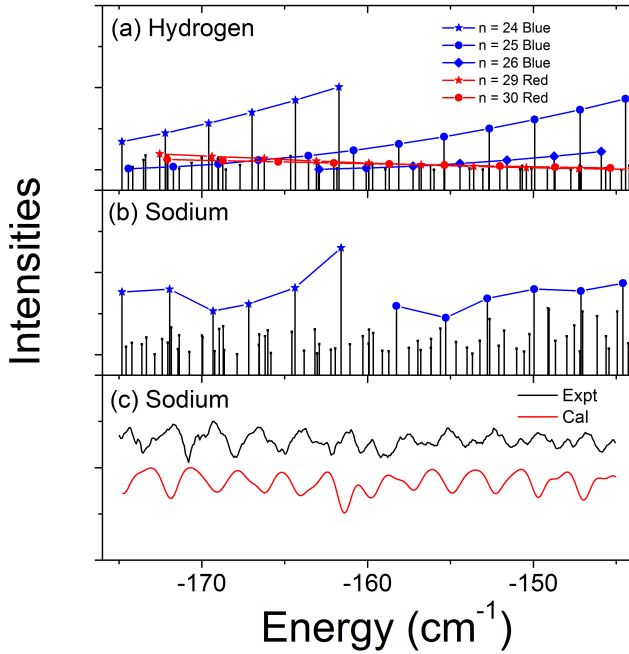 (a) Hydrogen
n = 24 Blue
n = 25 Blue
n = 26 Blue
n = 29 Red
n = 30 Red
(b) Sodium
(c) Sodium
Expt
Cal
Intensities
-170 -160 -150
Energy (cm⁻¹)